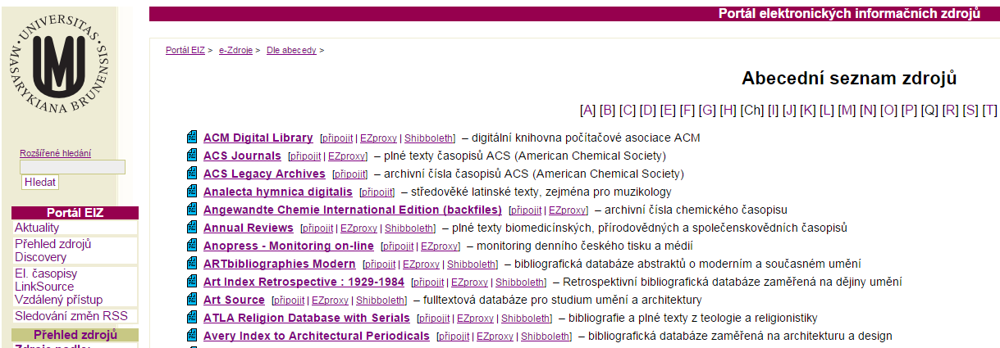 UNIVERSITAS
MASARYKIANA BRUNENSIS
Portál elektronických informačních zdrojů
Portál EIZ > e-Zdroje > Dle abecedy >
Abecední seznam zdrojů
[A] [B] [C] [D] [E] [F] [G] [H] [Ch] [I] [J] [K] [L] [M] [N] [O] [P] [Q] [R] [S] [T]
Rozšířené hledání
Hledat
Portál EIZ
Aktuality
Přehled zdrojů
Discovery
El. časopisy
LinkSource
Vzdálený přístup
Sledování změn RSS
Přehled zdrojů
Zdroje podle:
ACM Digital Library [připojit | EZproxy | Shibboleth] – digitální knihovna počítačové asociace ACM
ACS Journals [připojit | EZproxy] – plné texty časopisů ACS (American Chemical Society)
ACS Legacy Archives [připojit] – archivní čísla časopisů ACS (American Chemical Society)
Analecta hymnica digitalis [připojit] – středověké latinské texty, zejména pro muzikology
Angewandte Chemie International Edition (backfiles) [připojit | EZproxy] – archivní čísla chemického časopisu
Annual Reviews [připojit | EZproxy | Shibboleth] – plné texty biomedicínských, přírodovědných a společenskovědních časopisů
Anopress - Monitoring on-line [připojit | EZproxy] – monitoring denního českého tisku a médií
ARTbibliographies Modern [připojit | EZproxy | Shibboleth] – bibliografická databáze abstraktů o moderním a současném umění
Art Index Retrospective : 1929-1984 [připojit | EZproxy | Shibboleth] – Retrospektivní bibliografická databáze zaměřená na dějiny umění
Art Source [připojit | EZproxy | Shibboleth] – fulltextová databáze pro studium umění a architektury
ATLA Religion Database with Serials [připojit | EZproxy | Shibboleth] – bibliografie a plné texty z teologie a religionistiky
Avery Index to Architectural Periodicals [připojit | EZproxy | Shibboleth] – bibliografická databáze zaměřená na architekturu a design